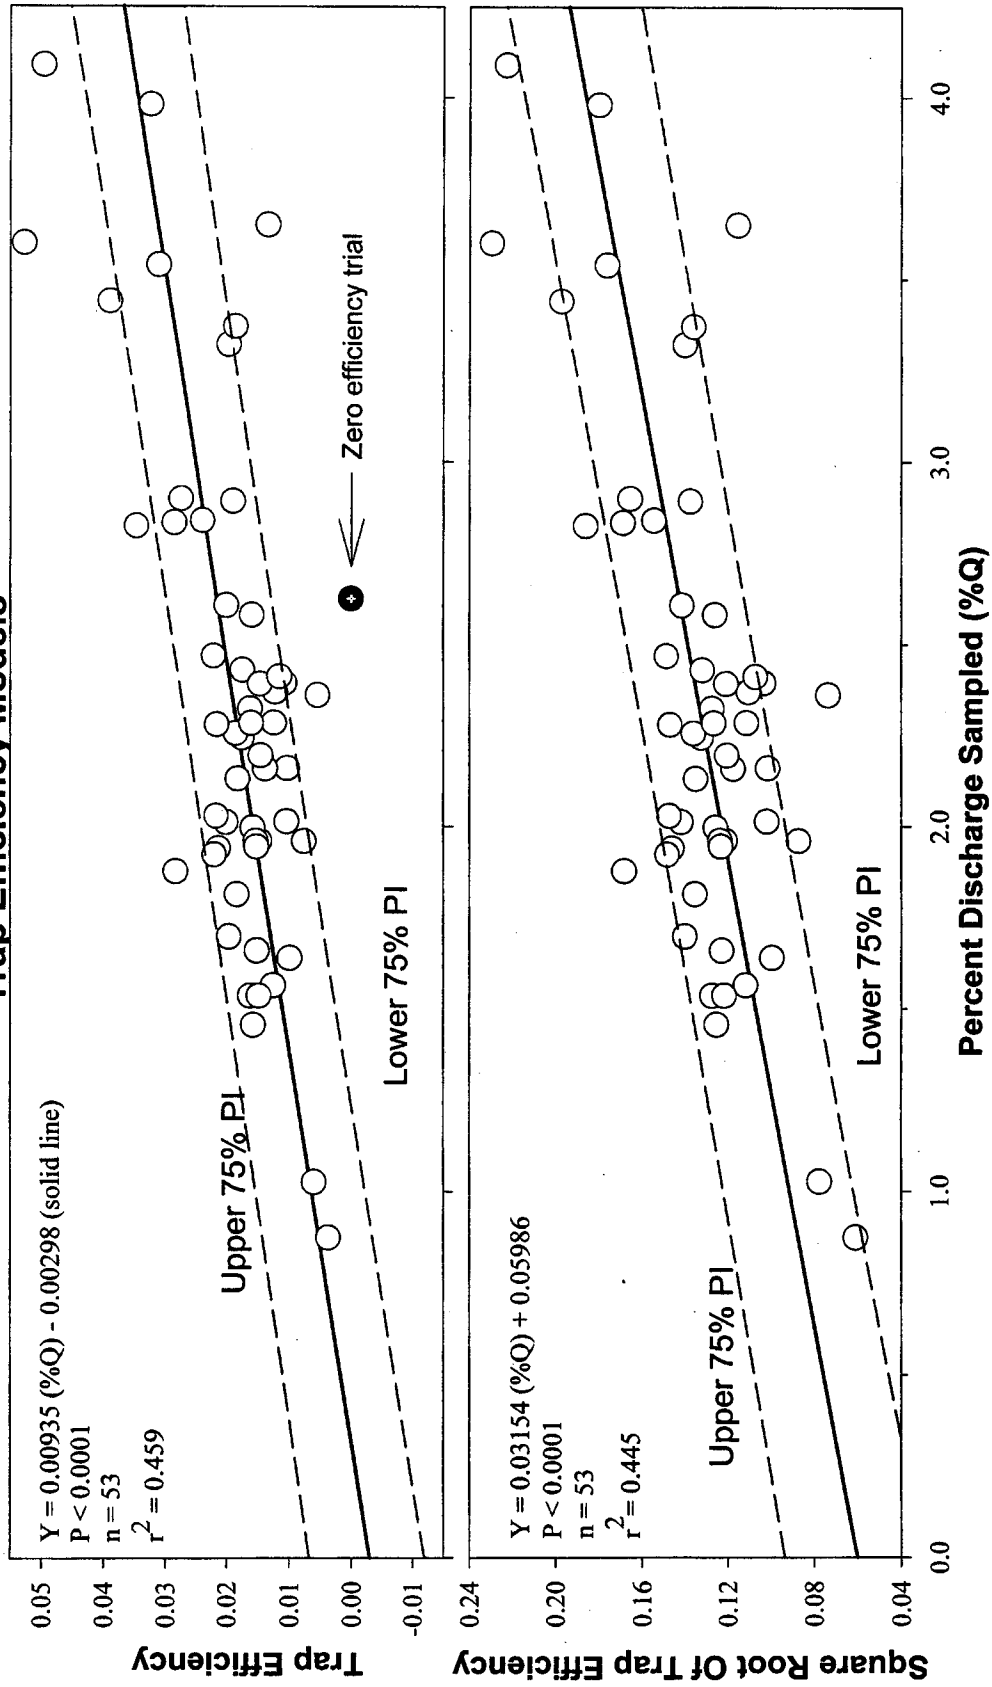 Trap Efficiency Models
Trap Efficiency
0.05
0.04
0.03
0.02
0.01
0.00
-0.01
Y = 0.00935 (%Q) - 0.00298 (solid line)
P < 0.0001
n = 53
r² = 0.459
Upper 75% PI
Lower 75% PI
Zero efficiency trial
Square Root Of Trap Efficiency
0.24
0.20
0.16
0.12
0.08
0.04
Y = 0.03154 (%Q) + 0.05986
P < 0.0001
n = 53
r² = 0.445
Upper 75% PI
Lower 75% PI
0.0 1.0 2.0 3.0 4.0
Percent Discharge Sampled (%Q)